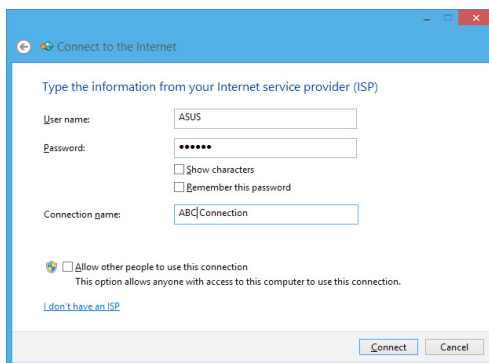 Connect to the Internet
Type the information from your Internet service provider (ISP)
User name:
ASUS
Password:
••••••
Show characters
Remember this password
Connection name:
ABC Connection
Allow other people to use this connection
This option allows anyone with access to this computer to use this connection.
I don't have an ISP
Connect
Cancel